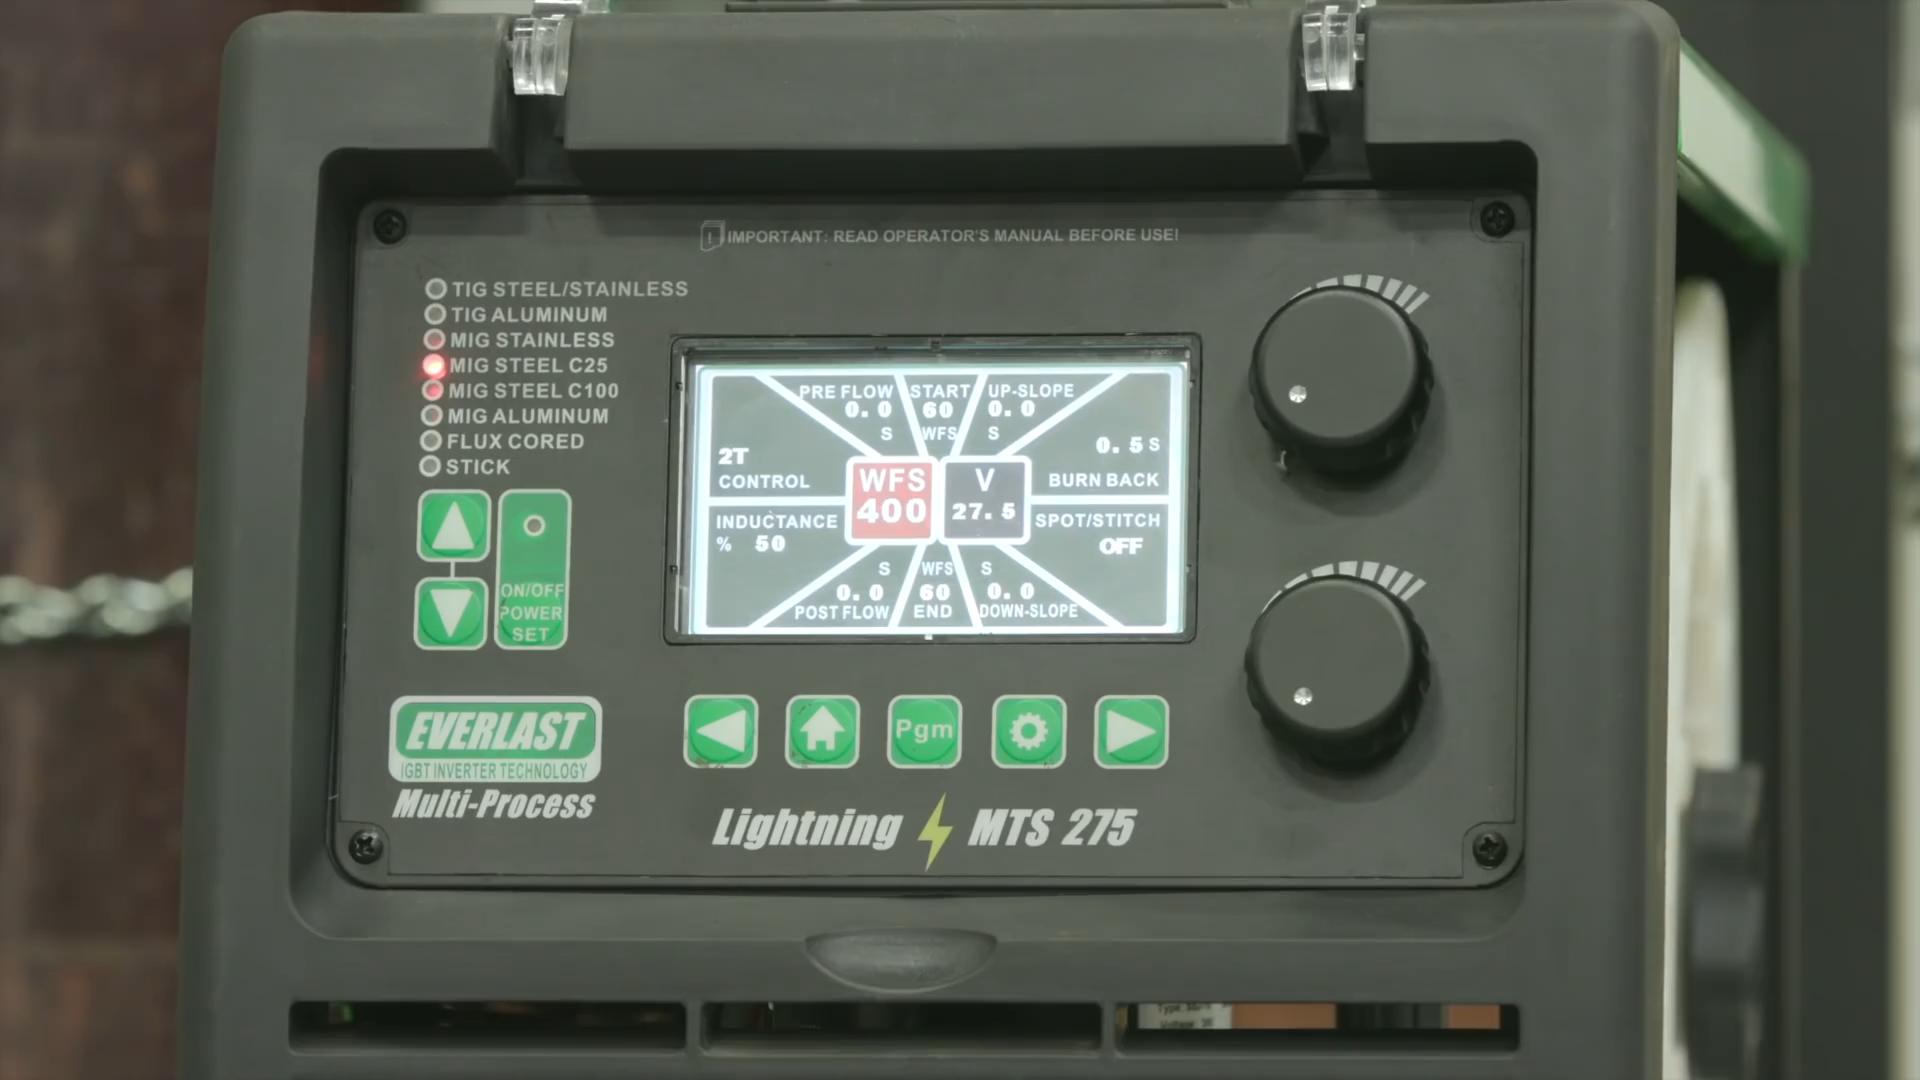 IMPORTANT: READ OPERATOR'S MANUAL BEFORE USE!
TIG STEEL/STAINLESS
TIG ALUMINUM
MIG STAINLESS
MIG STEEL C25
MIG STEEL C100
MIG ALUMINUM
FLUX CORED
STICK
ON/OFF
POWER
SET
PRE FLOW
0.0
S
START
60
WFS
UP-SLOPE
0.0
S
2T
CONTROL
WFS
400
V
27.5
0.5 S
BURN BACK
INDUCTANCE
% 50
SPOT/STITCH
OFF
S
0.0
POST FLOW
WFS
60
END
S
0.0
DOWN-SLOPE
Pgm
EVERLAST
IGBT INVERTER TECHNOLOGY
Multi-Process
Lightning MTS 275